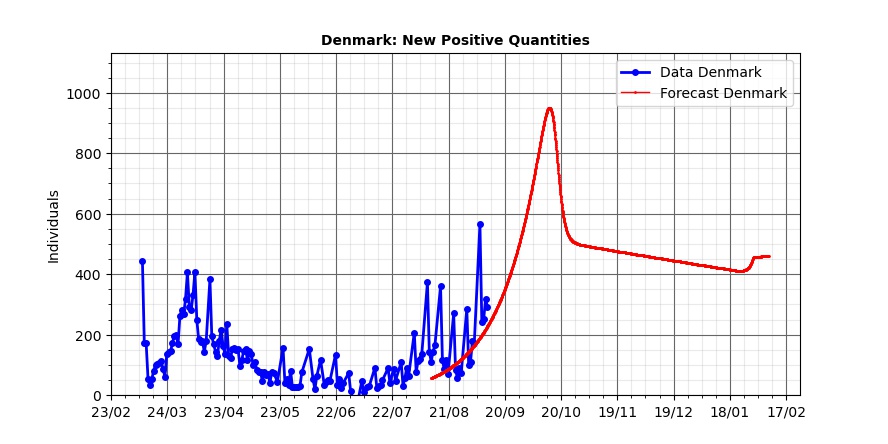 Denmark: New Positive Quantities
Data Denmark
Forecast Denmark
Individuals
1000
800
600
400
200
0
23/02 24/03 23/04 23/05 22/06 22/07 21/08 20/09 20/10 19/11 19/12 18/01 17/02